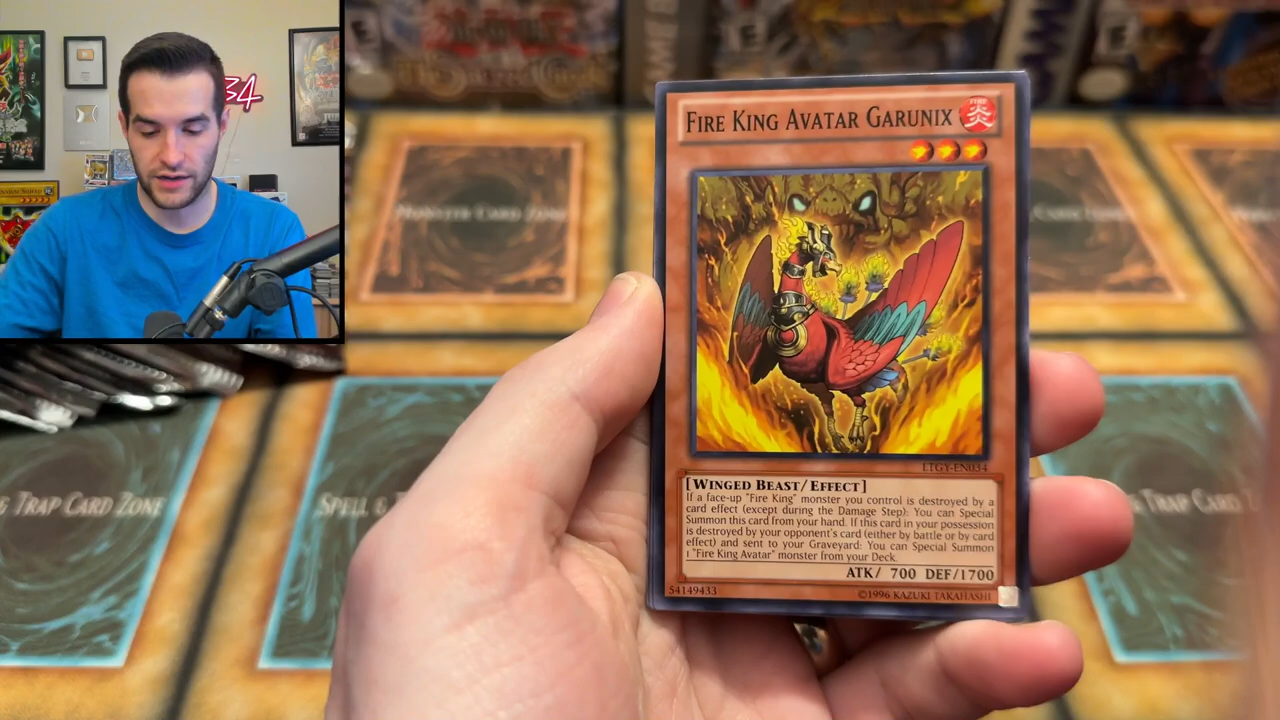 34
FIRE KING AVATAR GARUNIX
FIRE
炎
MONSTER CARD ZONE
LTGY-EN034
[WINGED BEAST/EFFECT]
If a face-up "Fire King" monster you control is destroyed by a
card effect (except during the Damage Step): You can Special
Summon this card from your hand. If this card in your possession
is destroyed by your opponent's card (either by battle or by card
effect) and sent to your Graveyard: You can Special Summon
1 "Fire King Avatar" monster from your Deck.
ATK/ 700 DEF/1700
54149433
©1996 KAZUKI TAKAHASHI
TRAP CARD ZONE
SPELL &
TRAP CARD